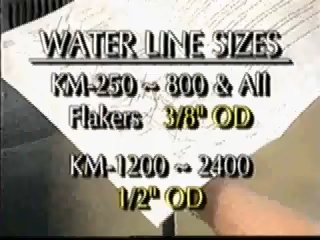 WATER LINE SIZES
KM-250 -- 800 & All
Flakers 3/8" OD
KM-1200 -- 2400
1/2" OD